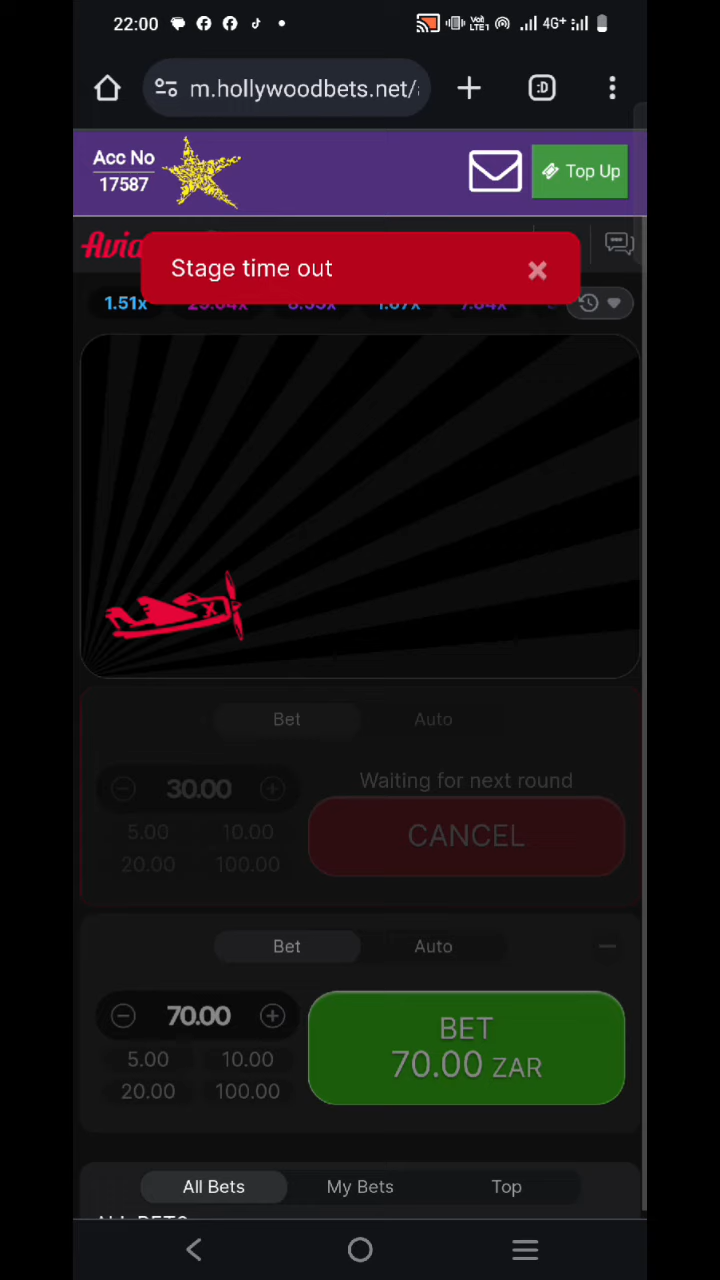 22:00
4G+
m.hollywoodbets.net/
Acc No
17587
Top Up
Stage time out
1.51x
Bet
Auto
30.00
Waiting for next round
5.00
10.00
CANCEL
20.00
100.00
Bet
Auto
70.00
BET
70.00 ZAR
5.00
10.00
20.00
100.00
All Bets
My Bets
Top